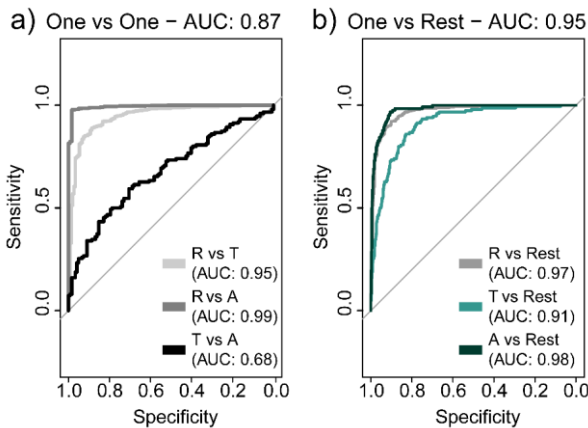 a) One vs One − AUC: 0.87
Sensitivity
1.0
0.5
0.0
R vs T
(AUC: 0.95)
R vs A
(AUC: 0.99)
T vs A
(AUC: 0.68)
1.0 0.8 0.6 0.4 0.2 0.0
Specificity
b) One vs Rest − AUC: 0.95
Sensitivity
1.0
0.5
0.0
R vs Rest
(AUC: 0.97)
T vs Rest
(AUC: 0.91)
A vs Rest
(AUC: 0.98)
1.0 0.8 0.6 0.4 0.2 0.0
Specificity